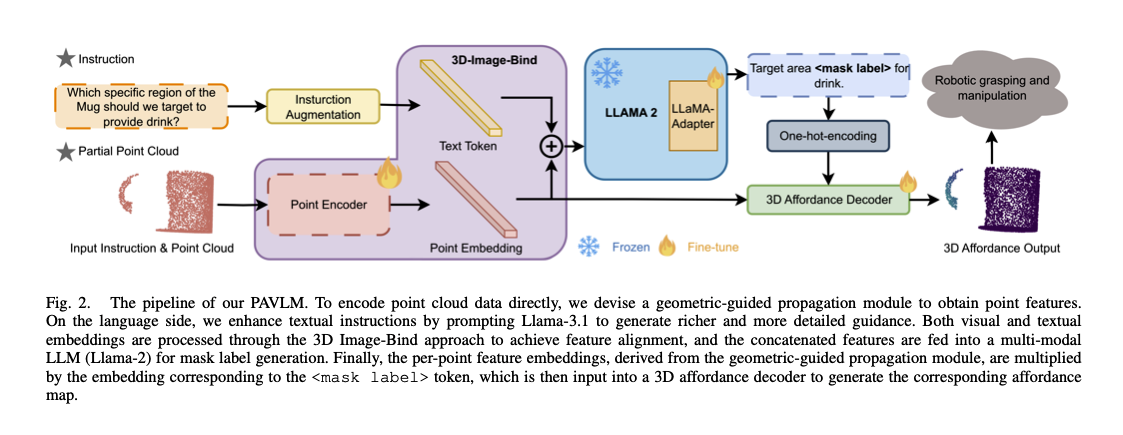 Instruction
Which specific region of the
Mug should we target to
provide drink?
Insturction
Augmentation
3D-Image-Bind
Text Token
LLAMA 2
LLaMA-
Adapter
Target area <mask label> for
drink.
One-hot-encoding
Robotic grasping and
manipulation
Partial Point Cloud
Point Encoder
Point Embedding
3D Affordance Decoder
Input Instruction & Point Cloud
Frozen
Fine-tune
3D Affordance Output
Fig. 2. The pipeline of our PAVLM. To encode point cloud data directly, we devise a geometric-guided propagation module to obtain point features.
On the language side, we enhance textual instructions by prompting Llama-3.1 to generate richer and more detailed guidance. Both visual and textual
embeddings are processed through the 3D Image-Bind approach to achieve feature alignment, and the concatenated features are fed into a multi-modal
LLM (Llama-2) for mask label generation. Finally, the per-point feature embeddings, derived from the geometric-guided propagation module, are multiplied
by the embedding corresponding to the <mask label> token, which is then input into a 3D affordance decoder to generate the corresponding affordance
map.